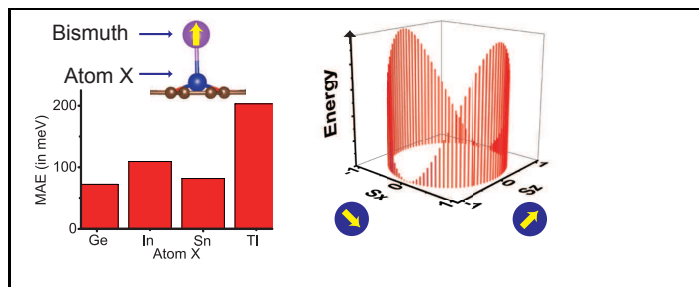 Bismuth
Atom X
MAE (in meV)
200
100
0
Ge In Sn Tl
Atom X
Energy
-1
0
1
Sx
-1
0
1
Sz